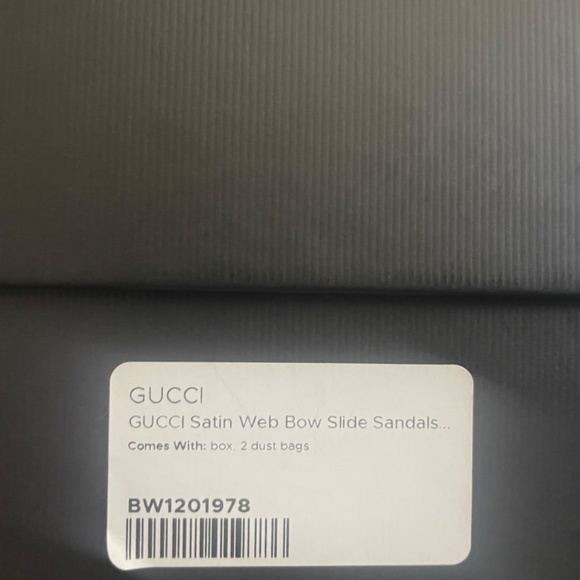 GUCCI
GUCCI Satin Web Bow Slide Sandals...
Comes With: box, 2 dust bags
BW1201978